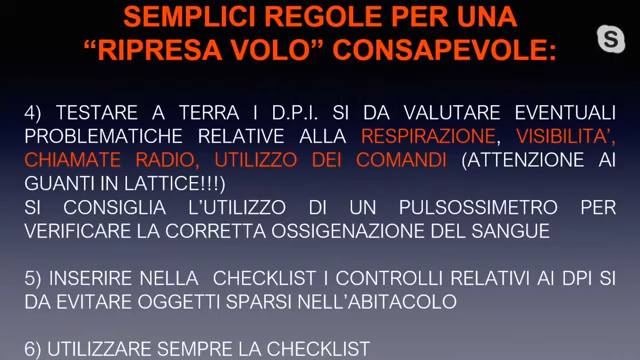 SEMPLICI REGOLE PER UNA
“RIPRESA VOLO” CONSAPEVOLE:
4) TESTARE A TERRA I D.P.I. SI DA VALUTARE EVENTUALI
PROBLEMATICHE RELATIVE ALLA RESPIRAZIONE, VISIBILITA’,
CHIAMATE RADIO, UTILIZZO DEI COMANDI (ATTENZIONE AI
GUANTI IN LATTICE!!!)
SI CONSIGLIA L’UTILIZZO DI UN PULSOSSIMETRO PER
VERIFICARE LA CORRETTA OSSIGENAZIONE DEL SANGUE
5) INSERIRE NELLA CHECKLIST I CONTROLLI RELATIVI AI DPI SI
DA EVITARE OGGETTI SPARSI NELL’ABITACOLO
6) UTILIZZARE SEMPRE LA CHECKLIST